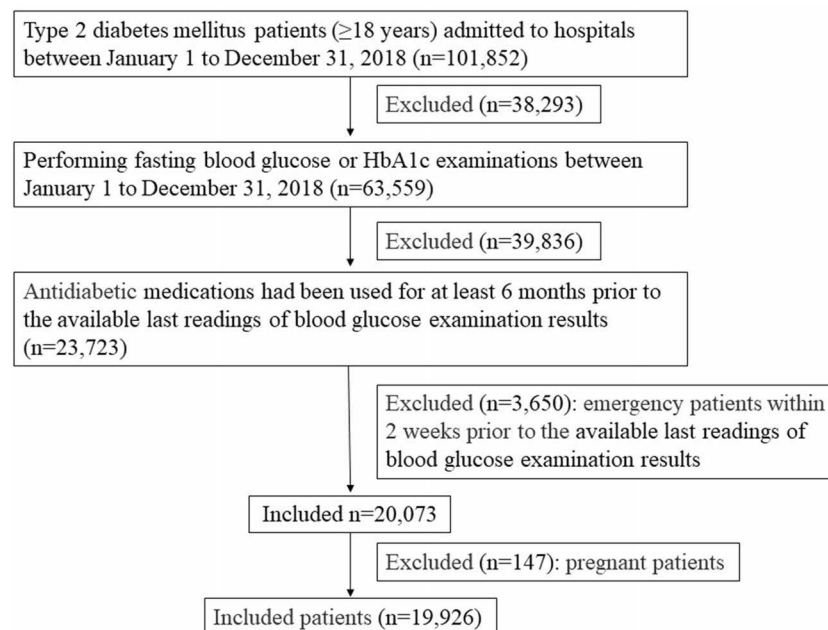 Type 2 diabetes mellitus patients (≥18 years) admitted to hospitals
between January 1 to December 31, 2018 (n=101,852)
Excluded (n=38,293)
Performing fasting blood glucose or HbA1c examinations between
January 1 to December 31, 2018 (n=63,559)
Excluded (n=39,836)
Antidiabetic medications had been used for at least 6 months prior to
the available last readings of blood glucose examination results
(n=23,723)
Excluded (n=3,650): emergency patients within
2 weeks prior to the available last readings of
blood glucose examination results
Included n=20,073
Excluded (n=147): pregnant patients
Included patients (n=19,926)